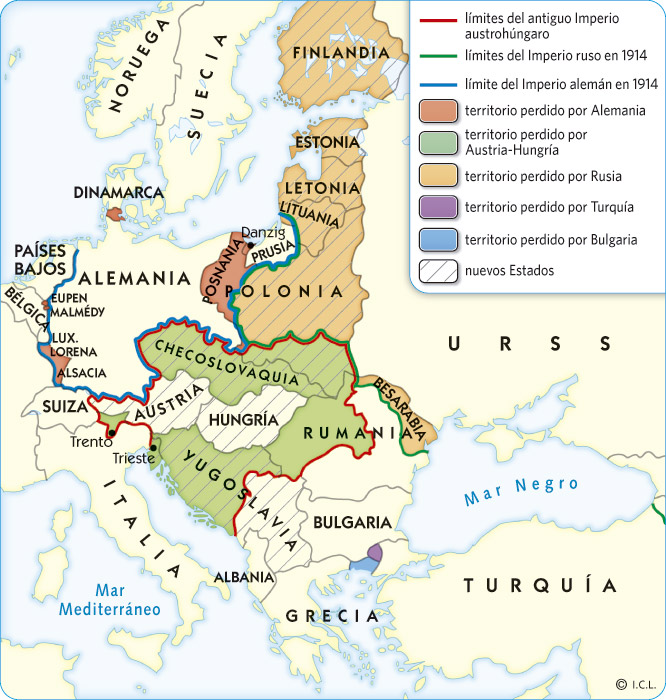 límites del antiguo Imperio
austrohúngaro
límites del Imperio ruso en 1914
límite del Imperio alemán en 1914
territorio perdido por Alemania
territorio perdido por
Austria-Hungría
territorio perdido por Rusia
territorio perdido por Turquía
territorio perdido por Bulgaria
nuevos Estados
NORUEGA
SUECIA
FINLANDIA
ESTONIA
LETONIA
LITUANIA
DINAMARCA
Danzig
PRUSIA
PAÍSES
BAJOS
ALEMANIA
POSNANIA
POLONIA
BÉLGICA
EUPEN
MALMÉDY
LUX.
LORENA
ALSACIA
CHECOSLOVAQUIA
URSS
SUIZA
AUSTRIA
HUNGRÍA
BESARABIA
RUMANIA
Trento
Trieste
YUGOSLAVIA
ITALIA
Mar Negro
BULGARIA
ALBANIA
TURQUÍA
Mar
Mediterráneo
GRECIA
© I.C.L.